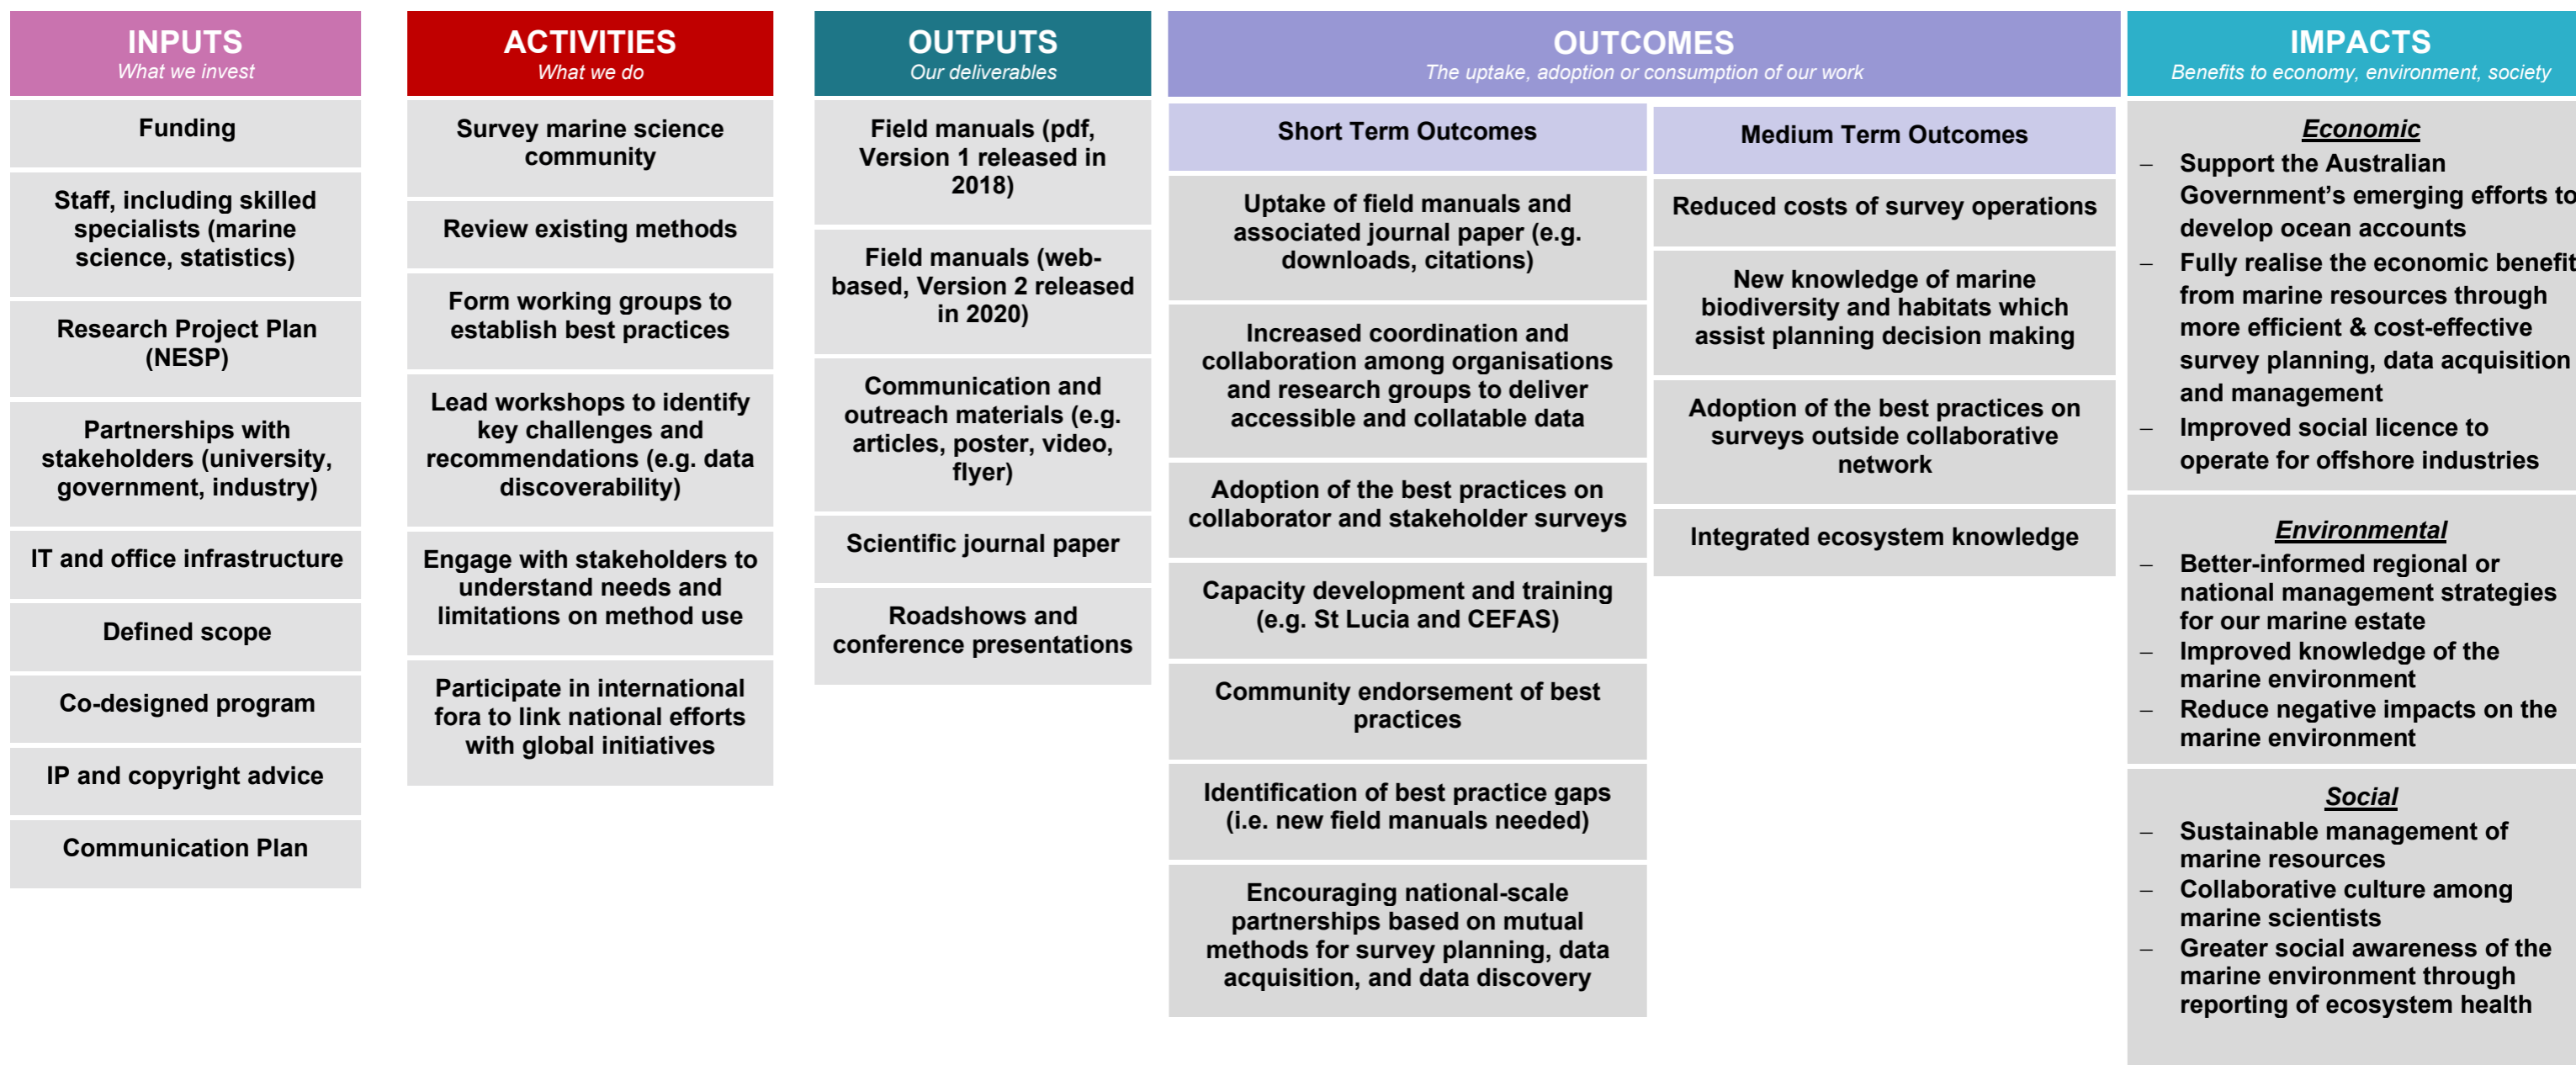 INPUTS
What we invest
Funding
Staff, including skilled
specialists (marine
science, statistics)
Research Project Plan
(NESP)
Partnerships with
stakeholders (university,
government, industry)
IT and office infrastructure
Defined scope
Co-designed program
IP and copyright advice
Communication Plan
ACTIVITIES
What we do
Survey marine science
community
Review existing methods
Form working groups to
establish best practices
Lead workshops to identify
key challenges and
recommendations (e.g. data
discoverability)
Engage with stakeholders to
understand needs and
limitations on method use
Participate in international
fora to link national efforts
with global initiatives
OUTPUTS
Our deliverables
Field manuals (pdf,
Version 1 released in
2018)
Field manuals (web-
based, Version 2 released
in 2020)
Communication and
outreach materials (e.g.
articles, poster, video,
flyer)
Scientific journal paper
Roadshows and
conference presentations
OUTCOMES
The uptake, adoption or consumption of our work
Short Term Outcomes
Uptake of field manuals and
associated journal paper (e.g.
downloads, citations)
Increased coordination and
collaboration among organisations
and research groups to deliver
accessible and collatable data
Adoption of the best practices on
collaborator and stakeholder surveys
Capacity development and training
(e.g. St Lucia and CEFAS)
Community endorsement of best
practices
Identification of best practice gaps
(i.e. new field manuals needed)
Encouraging national-scale
partnerships based on mutual
methods for survey planning, data
acquisition, and data discovery
Medium Term Outcomes
Reduced costs of survey operations
New knowledge of marine
biodiversity and habitats which
assist planning decision making
Adoption of the best practices on
surveys outside collaborative
network
Integrated ecosystem knowledge
IMPACTS
Benefits to economy, environment, society
Economic
– Support the Australian
Government's emerging efforts to
develop ocean accounts
– Fully realise the economic benefit
from marine resources through
more efficient & cost-effective
survey planning, data acquisition
and management
– Improved social licence to
operate for offshore industries
Environmental
– Better-informed regional or
national management strategies
for our marine estate
– Improved knowledge of the
marine environment
– Reduce negative impacts on the
marine environment
Social
– Sustainable management of
marine resources
– Collaborative culture among
marine scientists
– Greater social awareness of the
marine environment through
reporting of ecosystem health